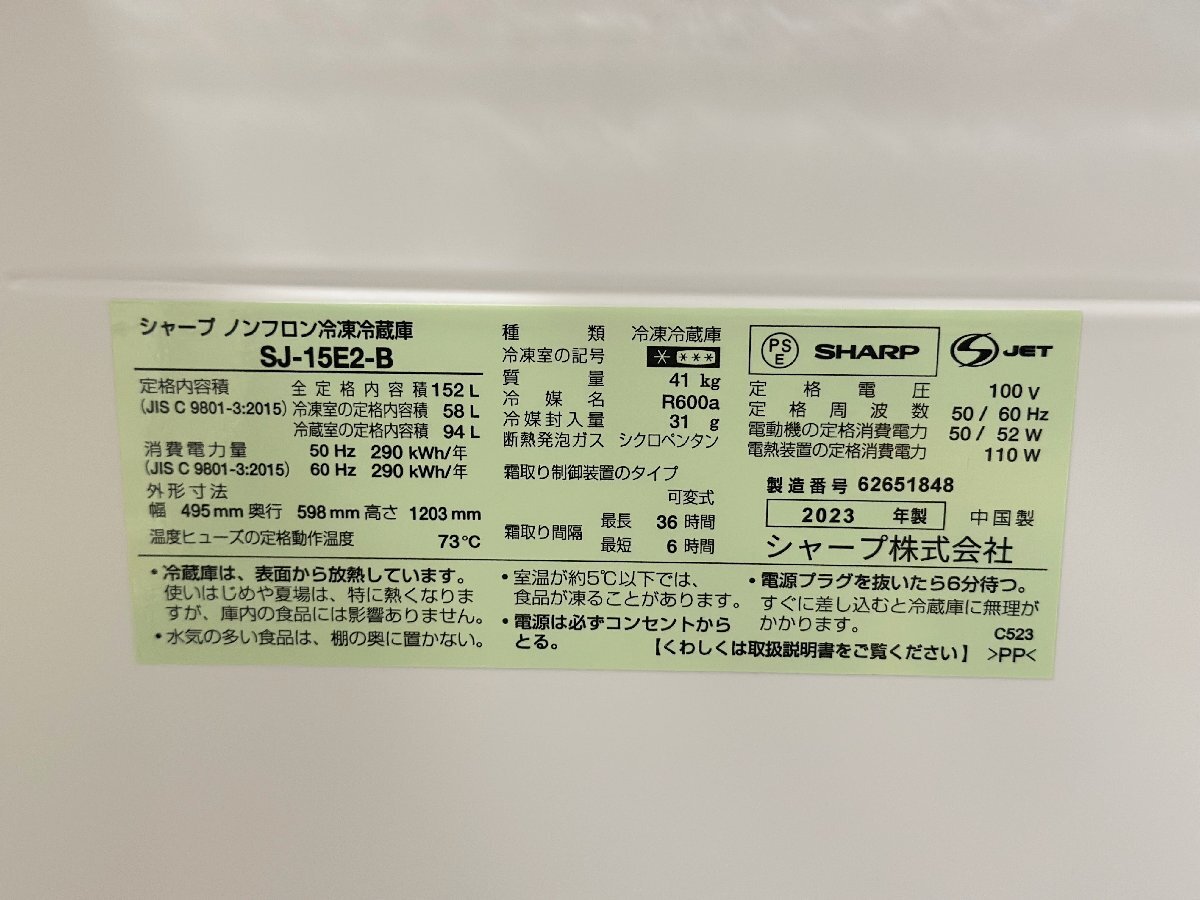 シャープ ノンフロン冷凍冷蔵庫
SJ-15E2-B
定格内容積 全定格内容積 152 L
(JIS C 9801-3:2015) 冷凍室の定格内容積 58 L
冷蔵室の定格内容積 94 L
消費電力量 50 Hz 290 kWh/年
(JIS C 9801-3:2015) 60 Hz 290 kWh/年
外形寸法
幅 495 mm 奥行 598 mm 高さ 1203 mm
温度ヒューズの定格動作温度 73℃
種類 冷凍冷蔵庫
冷凍室の記号 * ***
質量 41 kg
冷媒名 R600a
冷媒封入量 31 g
断熱発泡ガス シクロペンタン
霜取り制御装置のタイプ
可変式
霜取り間隔 最長 36 時間
最短 6 時間
PS E SHARP JET
定格電圧 100 V
定格周波数 50 / 60 Hz
電動機の定格消費電力 50 / 52 W
電熱装置の定格消費電力 110 W
製造番号 62651848
2023 年製 中国製
シャープ株式会社
・冷蔵庫は、表面から放熱しています。
使いはじめや夏場は、特に熱くなりま
すが、庫内の食品には影響ありません。
・水気の多い食品は、棚の奥に置かない。
・室温が約5℃以下では、
食品が凍ることがあります。
・電源は必ずコンセントから
とる。
・電源プラグを抜いたら6分待つ。
すぐに差し込むと冷蔵庫に無理が
かかります。
C523
【くわしくは取扱説明書をご覧ください】 >PP<